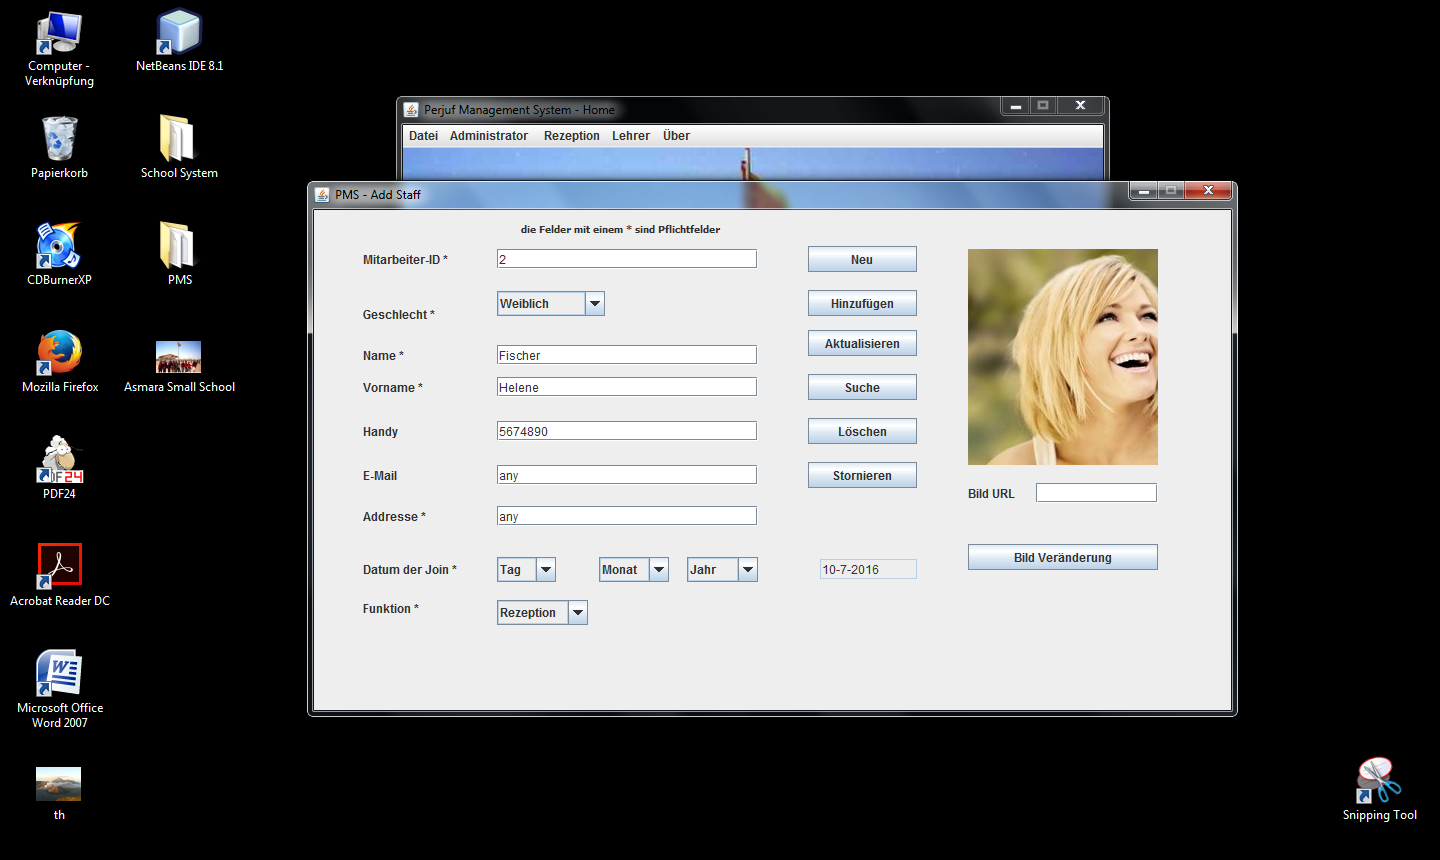 Computer -
Verknüpfung
NetBeans IDE 8.1
Papierkorb
School System
CDBurnerXP
PMS
Mozilla Firefox
Asmara Small School
PDF24
Acrobat Reader DC
Microsoft Office
Word 2007
th
Snipping Tool
Perjuf Management System - Home
Datei Administrator Rezeption Lehrer Über
PMS - Add Staff
die Felder mit einem * sind Pflichtfelder
Mitarbeiter-ID * 2 Neu
Geschlecht * Weiblich Hinzufügen
Aktualisieren
Name * Fischer
Vorname * Helene Suche
Handy 5674890 Löschen
E-Mail any Stornieren
Bild URL
Addresse * any
Bild Veränderung
Datum der Join * Tag Monat Jahr 10-7-2016
Funktion * Rezeption